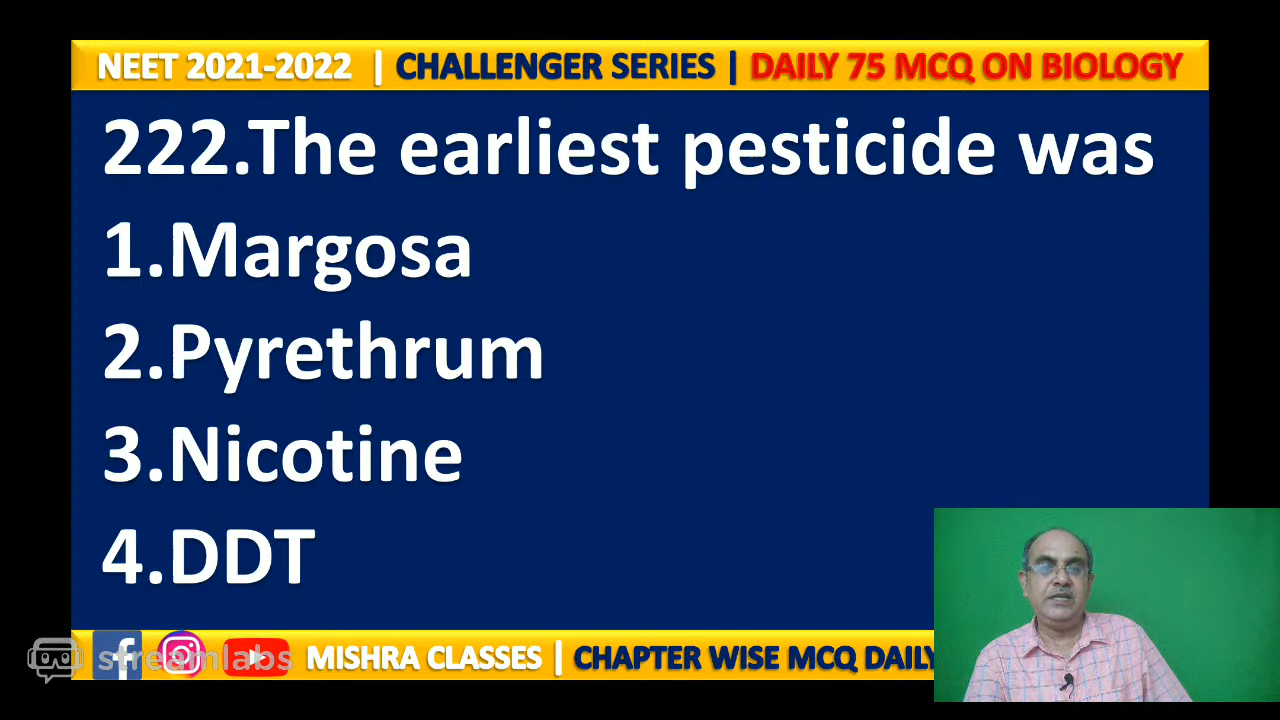 NEET 2021-2022 | CHALLENGER SERIES | DAILY 75 MCQ ON BIOLOGY
222.The earliest pesticide was
1.Margosa
2.Pyrethrum
3.Nicotine
4.DDT
streamlabs MISHRA CLASSES | CHAPTER WISE MCQ DAILY